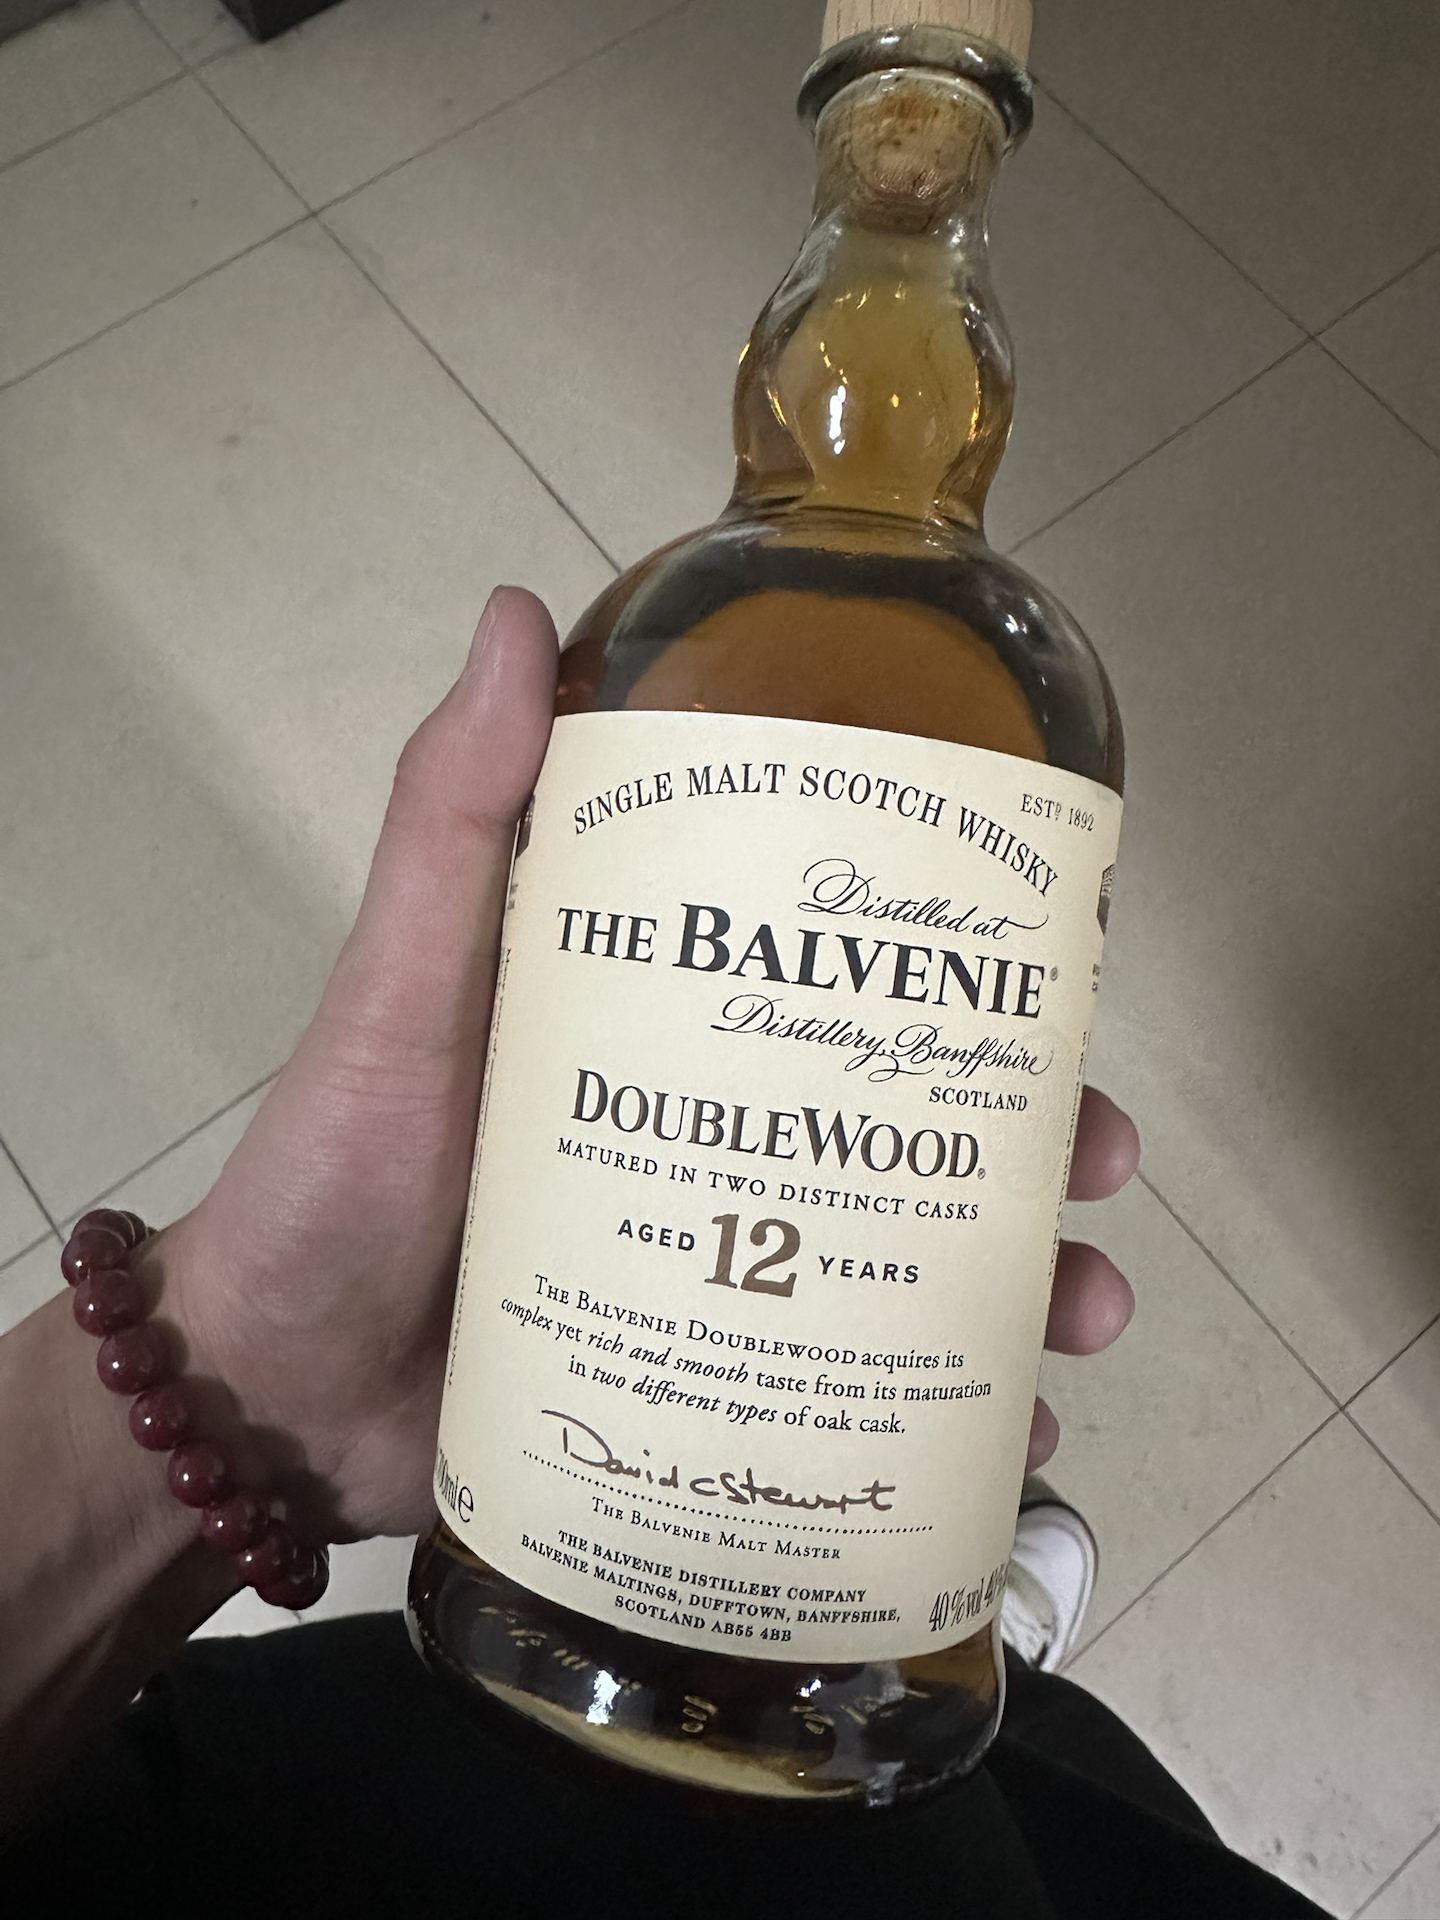 SINGLE MALT SCOTCH WHISKY
ESTD 1892
Distilled at
THE BALVENIE®
Distillery, Banffshire
SCOTLAND
DOUBLEWOOD®
MATURED IN TWO DISTINCT CASKS
AGED 12 YEARS
THE BALVENIE DOUBLEWOOD acquires its
complex yet rich and smooth taste from its maturation
in two different types of oak cask.
David C Stewart
THE BALVENIE MALT MASTER
THE BALVENIE DISTILLERY COMPANY
BALVENIE MALTINGS, DUFFTOWN, BANFFSHIRE,
SCOTLAND AB55 4BB
40%vol